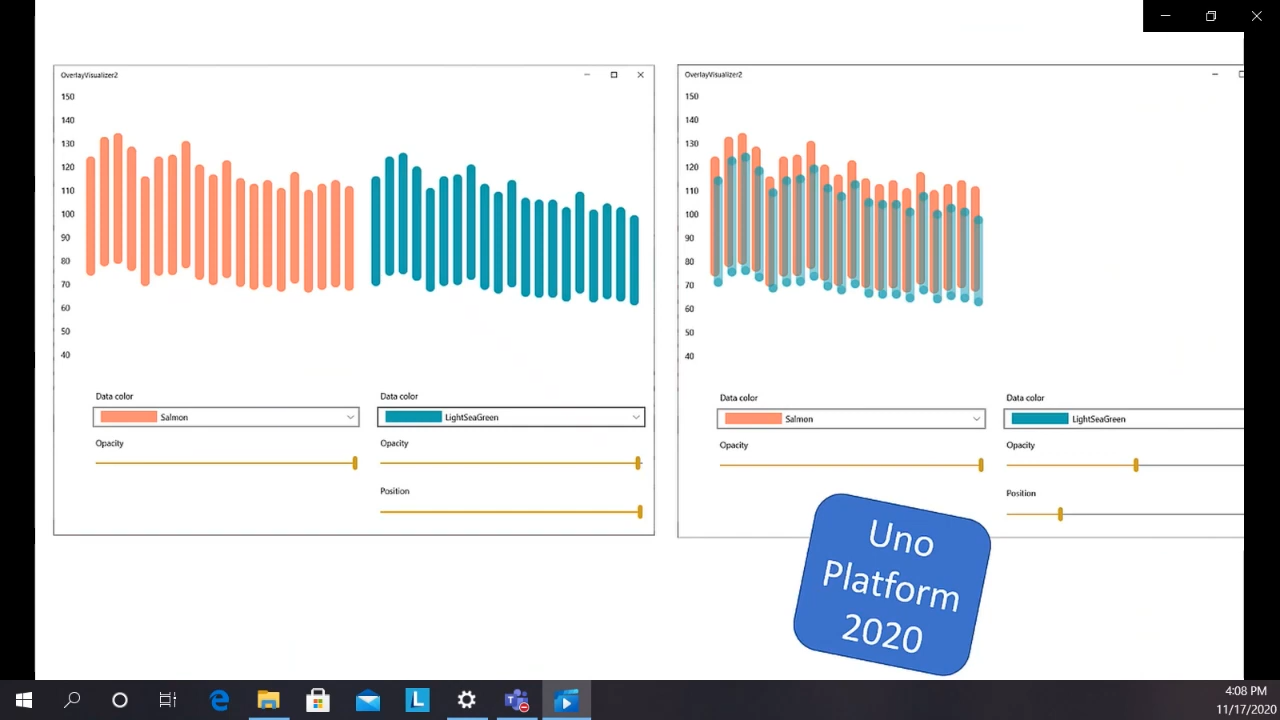 OverlayVisualizer2
150
140
130
120
110
100
90
80
70
60
50
40
Data color
Data color
Salmon
LightSeaGreen
Opacity
Opacity
Position
OverlayVisualizer2
150
140
130
120
110
100
90
80
70
60
50
40
Data color
Data color
Salmon
LightSeaGreen
Opacity
Opacity
Position
Uno
Platform
2020
L
4:08 PM
11/17/2020